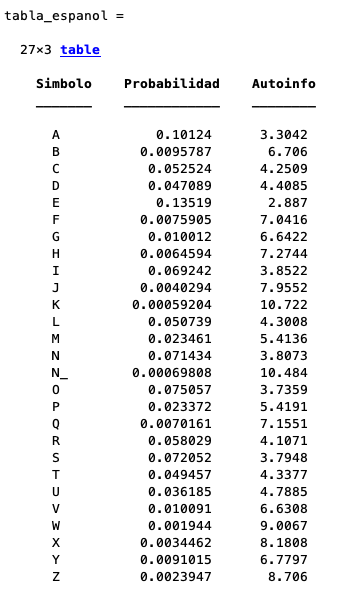 tabla_espanol =
27×3 table
Simbolo Probabilidad Autoinfo
A 0.10124 3.3042
B 0.0095787 6.706
C 0.052524 4.2509
D 0.047089 4.4085
E 0.13519 2.887
F 0.0075905 7.0416
G 0.010012 6.6422
H 0.0064594 7.2744
I 0.069242 3.8522
J 0.0040294 7.9552
K 0.00059204 10.722
L 0.050739 4.3008
M 0.023461 5.4136
N 0.071434 3.8073
N_ 0.00069808 10.484
O 0.075057 3.7359
P 0.023372 5.4191
Q 0.0070161 7.1551
R 0.058029 4.1071
S 0.072052 3.7948
T 0.049457 4.3377
U 0.036185 4.7885
V 0.010091 6.6308
W 0.001944 9.0067
X 0.0034462 8.1808
Y 0.0091015 6.7797
Z 0.0023947 8.706